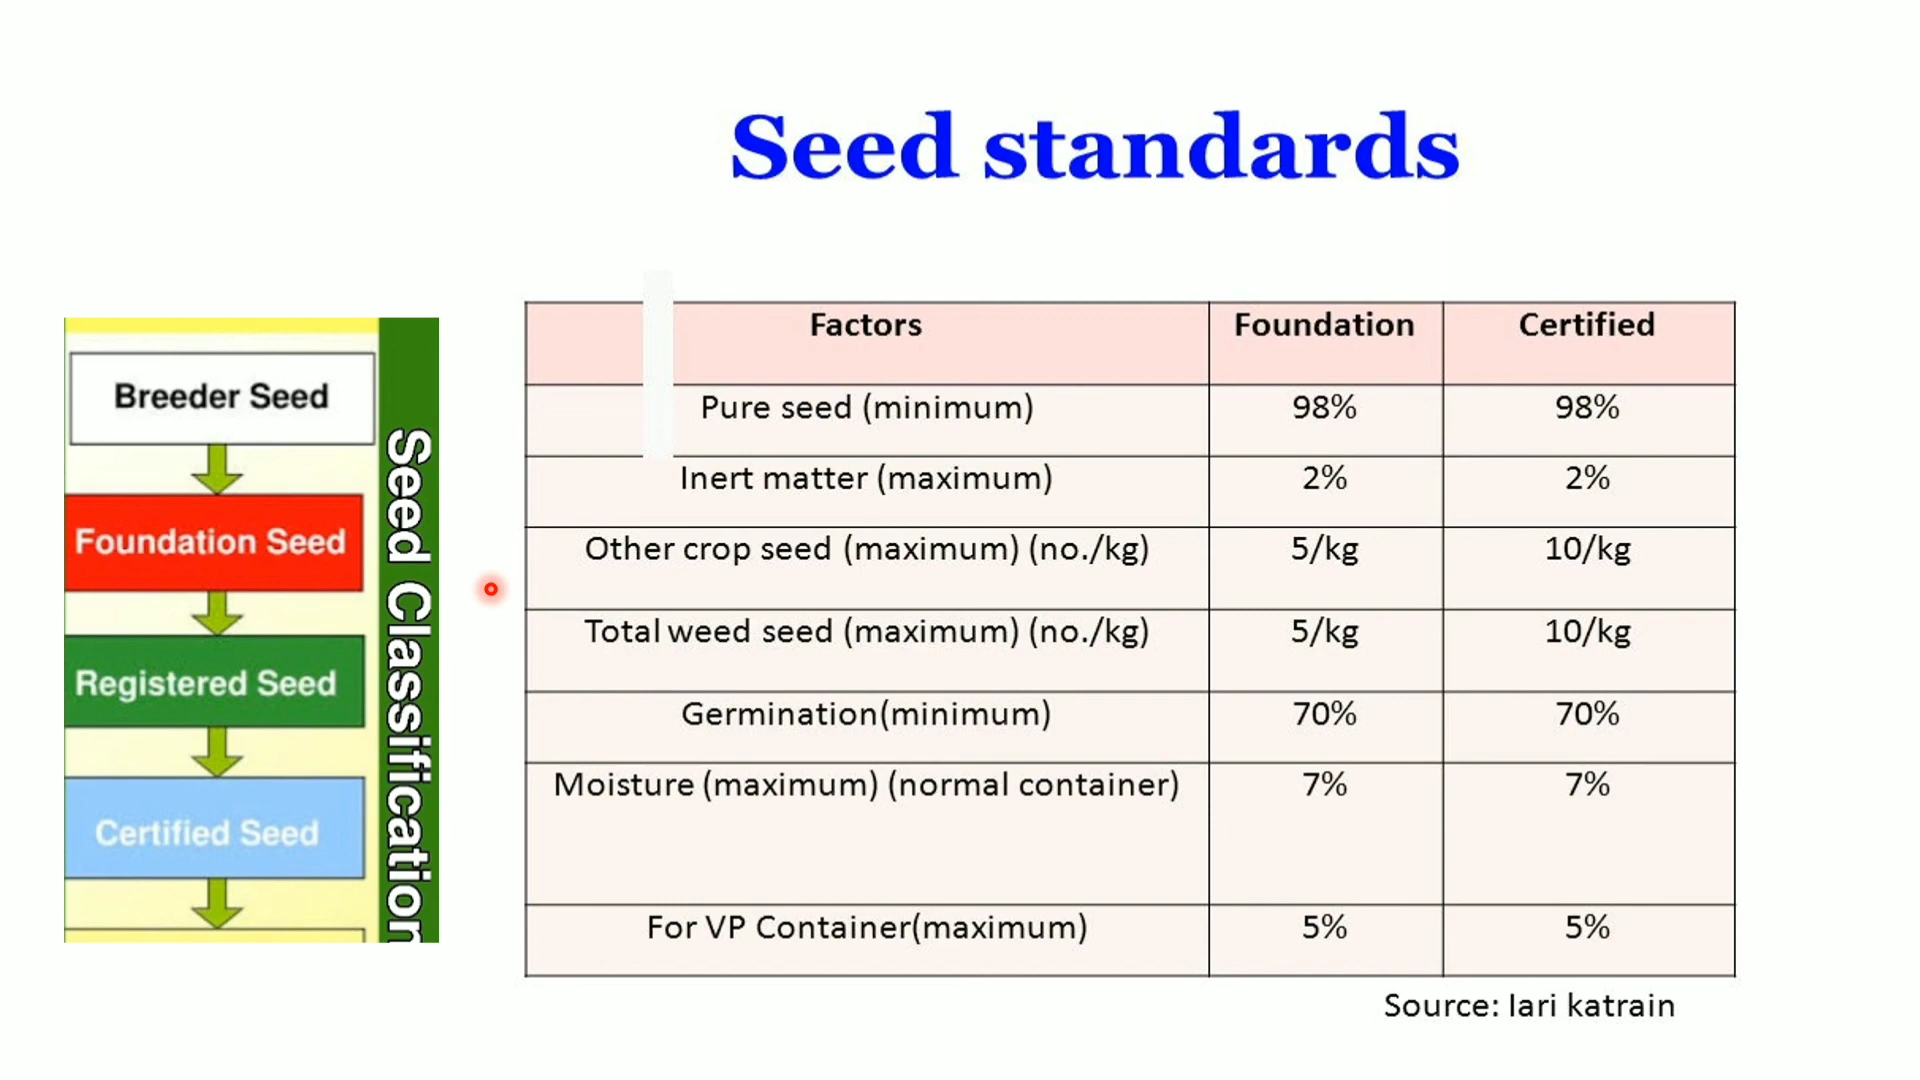 Seed standards
Breeder Seed
Foundation Seed
Registered Seed
Certified Seed
Seed Classification
Factors Foundation Certified
Pure seed (minimum) 98% 98%
Inert matter (maximum) 2% 2%
Other crop seed (maximum) (no./kg) 5/kg 10/kg
Total weed seed (maximum) (no./kg) 5/kg 10/kg
Germination(minimum) 70% 70%
Moisture (maximum) (normal container) 7% 7%
For VP Container(maximum) 5% 5%
Source: Iari katrain